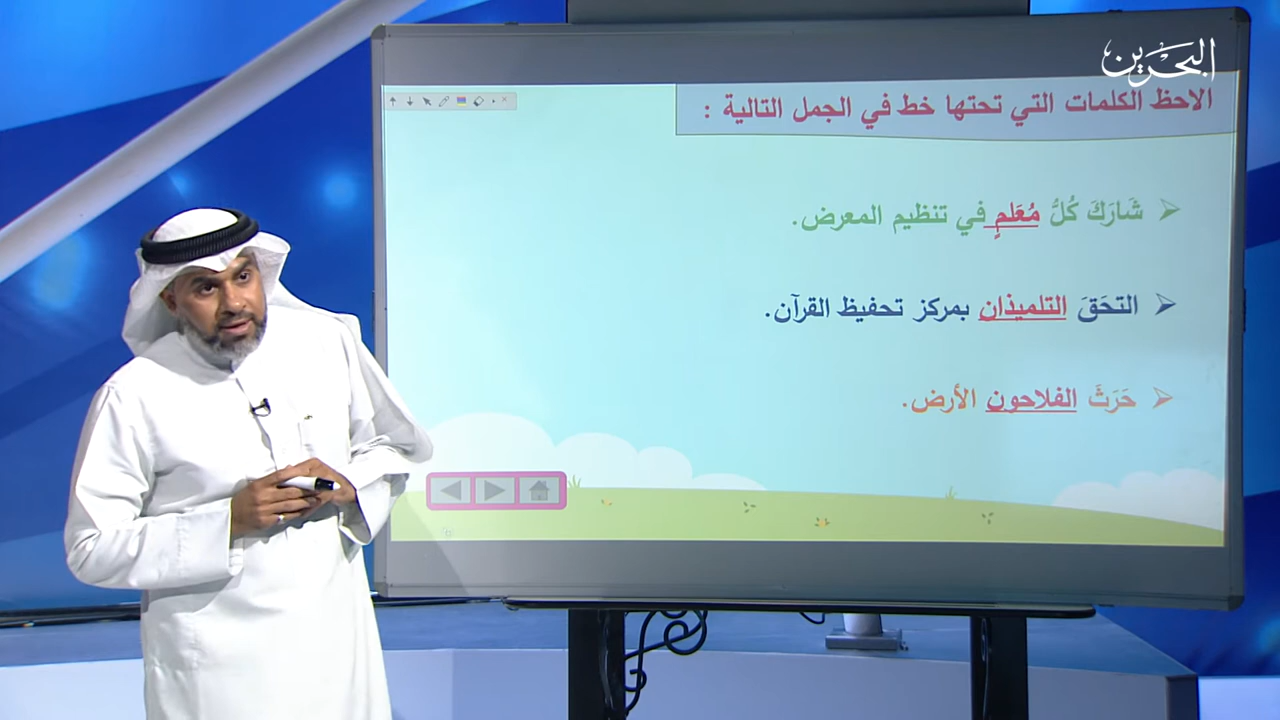 البحرين
الاحظ الكلمات التي تحتها خط في الجمل التالية :
شَارَكَ كُلُّ مُعَلمٍ في تنظيم المعرض.
التحَقَ التلميذان بمركز تحفيظ القرآن.
حَرَثَ الفلاحون الأرض.